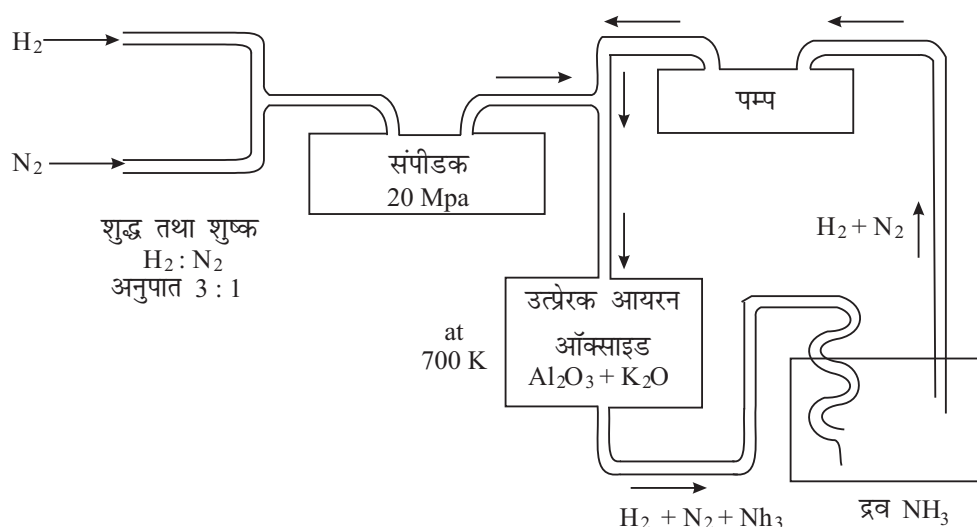 H₂
N₂
शुद्ध तथा शुष्क
H₂ : N₂
अनुपात 3 : 1
संपीडक
20 Mpa
पम्प
H₂ + N₂
at
700 K
उत्प्रेरक आयरन
ऑक्साइड
Al₂O₃ + K₂O
H₂ + N₂ + Nh₃
द्रव NH₃